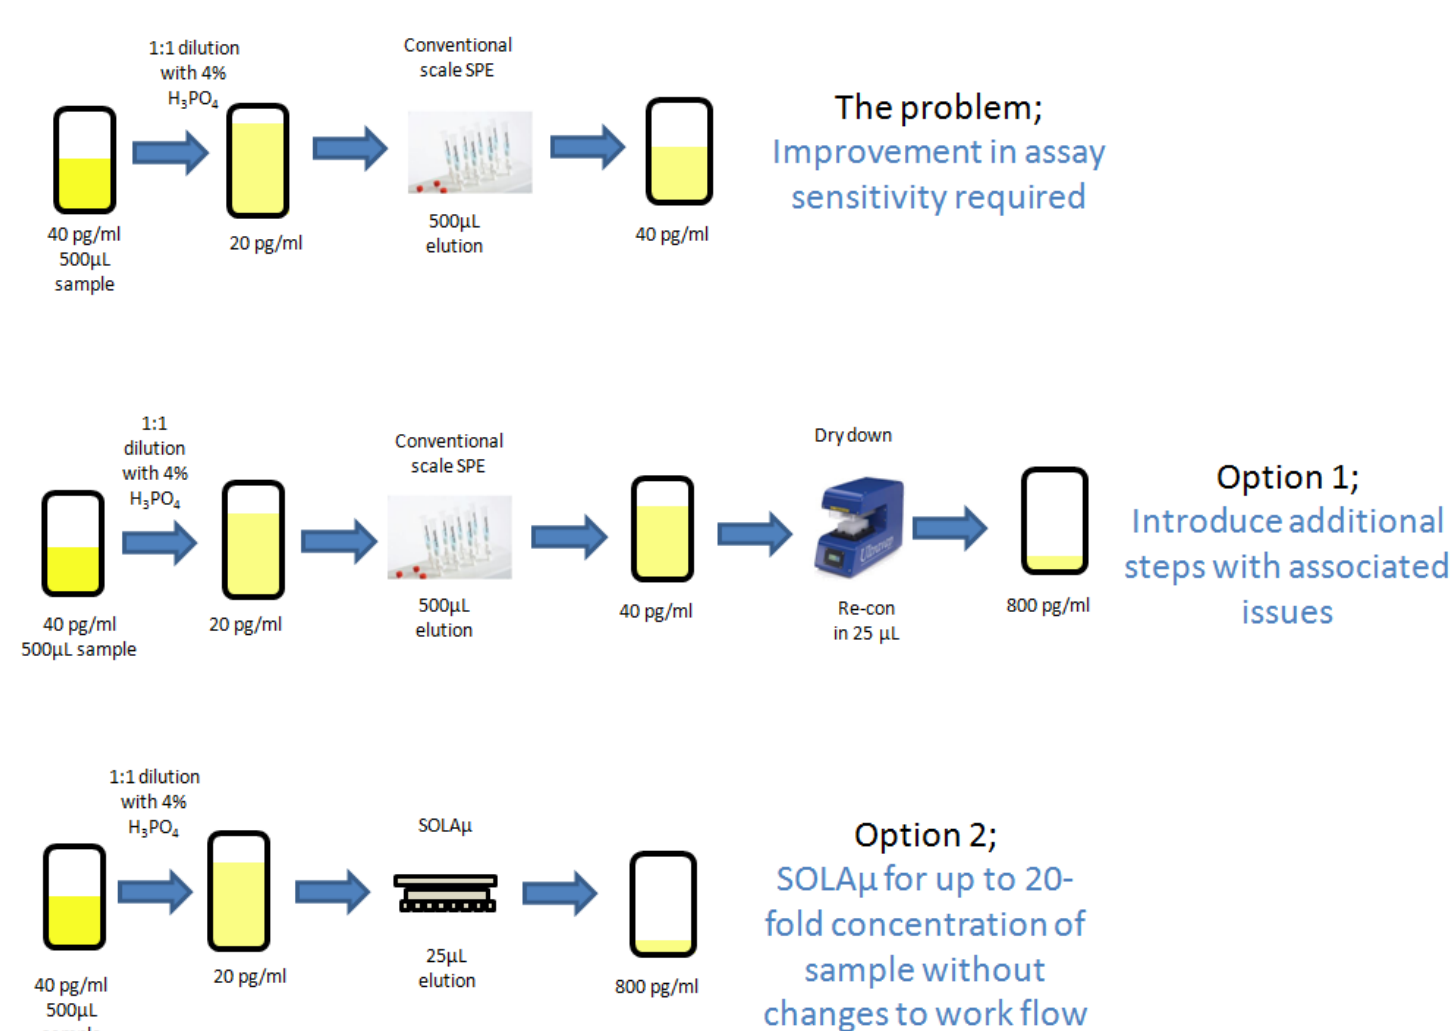 1:1 dilution
with 4%
H₃PO₄
Conventional
scale SPE
40 pg/ml
500µL
sample
20 pg/ml
500µL
elution
40 pg/ml
The problem;
Improvement in assay
sensitivity required
1:1
dilution
with 4%
H₃PO₄
Conventional
scale SPE
Dry down
Ultravap
40 pg/ml
500µL sample
20 pg/ml
500µL
elution
40 pg/ml
Re-con
in 25 µL
800 pg/ml
Option 1;
Introduce additional
steps with associated
issues
1:1 dilution
with 4%
H₃PO₄
SOLAµ
40 pg/ml
500µL
20 pg/ml
25µL
elution
800 pg/ml
Option 2;
SOLAµ for up to 20-
fold concentration of
sample without
changes to work flow